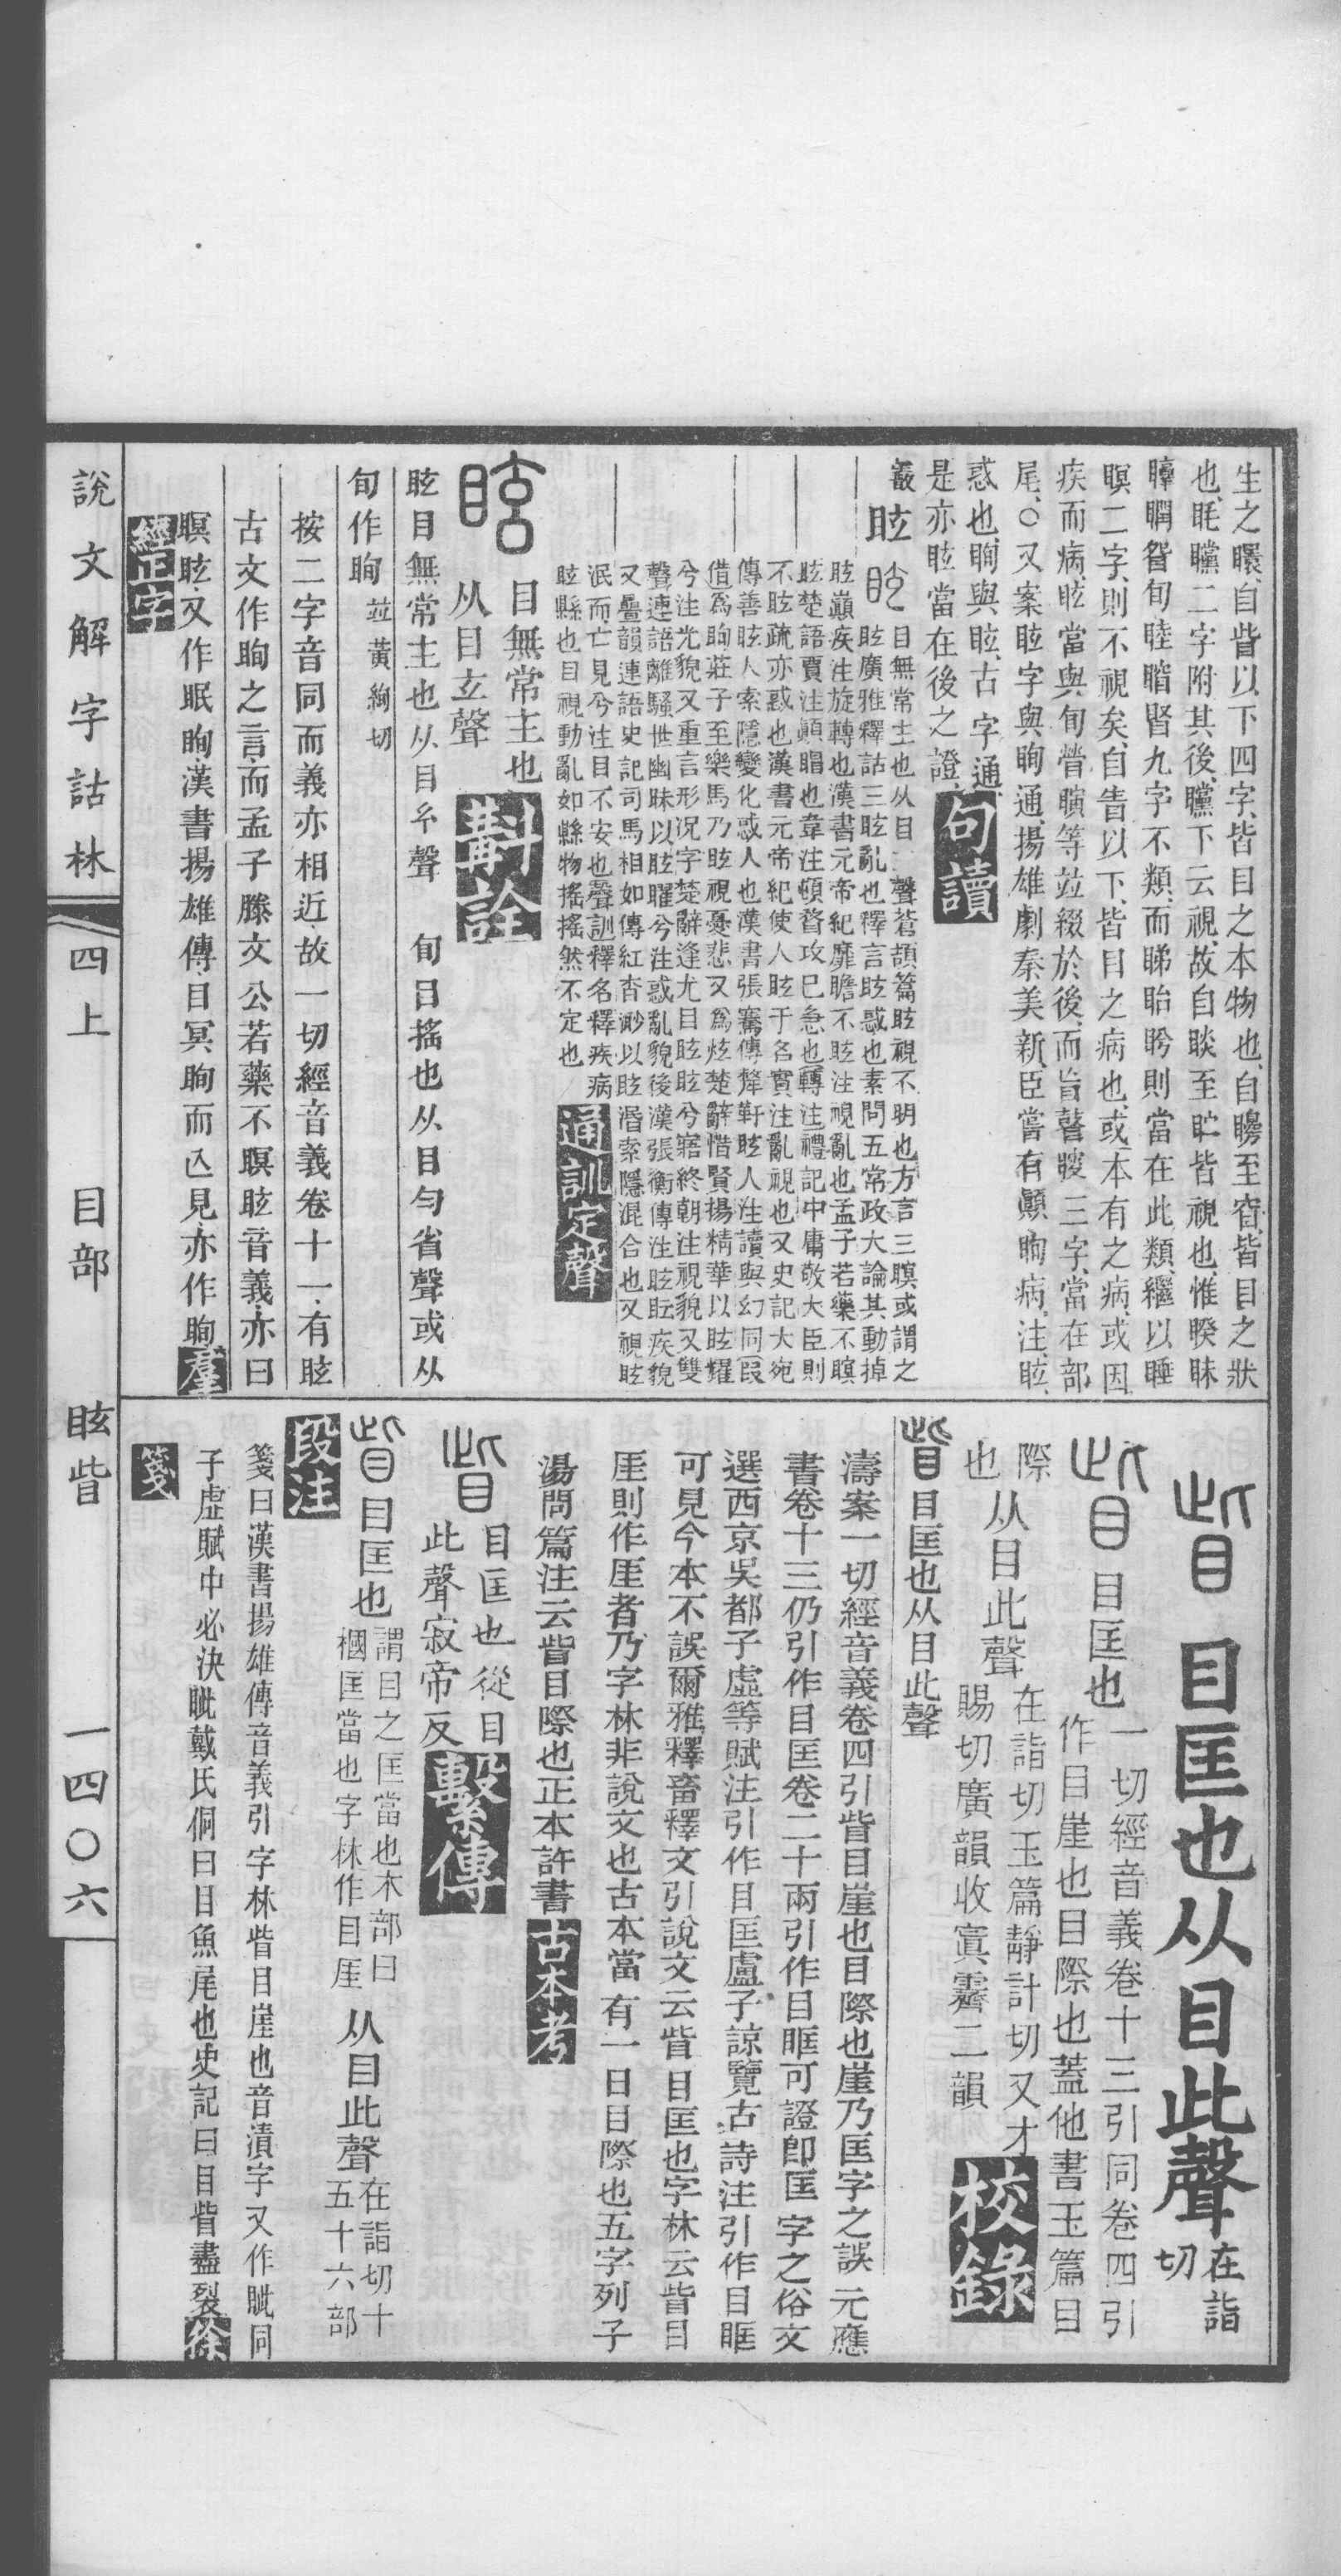 生之瞏、自眥以下四字、皆目之本物也、自矈至窅、皆目之狀
也、眊矘二字附其後、矘下云視、故自睒至盳皆視也、惟睽眛
矉䁹眢旬睦瞻睯九字不類、而睇眙盻則當在此類、繼以睡
瞑二字、則不視矣、自眚以下、皆目之病也、或本有之病、或因
疾而病、眩當與旬瞥瞚等竝綴於後、而盲瞽瞍三字、當在部
尾、○又案眩字與眴通、揚雄劇秦美新、臣嘗有顚眴病、注、眩、
惑也、眴與眩、古字通、
是亦眩當在後之證、句讀
眩
目無常主也从目聲蒼頡篇眩視不明也方言三瞑或謂之
眩廣雅釋詁三眩亂也釋言眩惑也素問五常政大論其動掉
眩巔疾注旋轉也漢書元帝紀靡瞻不眩注視亂也孟子若藥不瞑
眩楚語賈注顚瞑也韋注頓瞀攻已急也轉注禮記中庸敬大臣則
不眩疏亦惑也漢書元帝紀使人眩于名實注亂視也又史記大宛
傳善眩人索隱變化惑人也漢書張騫傳犛靬眩人注讀與幻同叚
借爲眴莊子至樂馬乃眩視憂悲又爲炫楚辭惜賢揚精華以眩耀
兮注光貌又重言形況字楚辭逢尤目眩眩兮寤終朝注視貌又雙
聲連語離騷世幽昧以眩曜兮注惑亂貌後漢張衡傳注眩眃疾貌
又疊韻連語史記司馬相如傳紅杳渺以眩湣索隱混合也又視眩
泯而亡見兮注目不安也聲訓釋名釋疾病
眩縣也目視動亂如縣物搖搖然不定也通訓定聲
目無常主也
从目玄聲 斠詮
眩目無常主也从目玄聲　旬目搖也从目勻省聲或从
旬作眴竝黃絢切
按二字音同而義亦相近、故一切經音義卷十一、有眩
古文作眴之言、而孟子滕文公若藥不瞑眩音義、亦曰
瞑眩又作眠眴、漢書揚雄傳目冥眴而亡見、亦作眴、羣
經正字
說文解字詁林　四上　目部　眩眥　一四〇六
目匡也从目此聲在詣切
目匡也一切經音義卷十三引同卷四引
作目崖也目際也蓋他書玉篇目
際也从目此聲在詣切玉篇靜計切又才
賜切廣韻收寘霽二韻 校錄
眥目匡也从目此聲
濤案一切經音義卷四引眥目崖也目際也崖乃匡字之誤元應
書卷十三仍引作目匡卷二十兩引作目眶可證即匡字之俗文
選西京吳都子虛等賦注引作目匡盧子諒覽古詩注引作目眶
可見今本不誤爾雅釋畜釋文引說文云眥目匡也字林云眥目
厓則作厓者乃字林非說文也古本當有一曰目際也五字列子
湯問篇注云眥目際也正本許書古本考
目匡也從目
此聲寂帝反 繫傳
目匡也謂目之匡當也木部曰
槶匡當也字林作目厓从目此聲在詣切十
五十六部
段注
箋曰漢書揚雄傳音義引字林眥目崖也音漬字又作眦同
子虛賦中必決眦戴氏侗曰目魚尾也史記曰目眥盡裂徐
箋